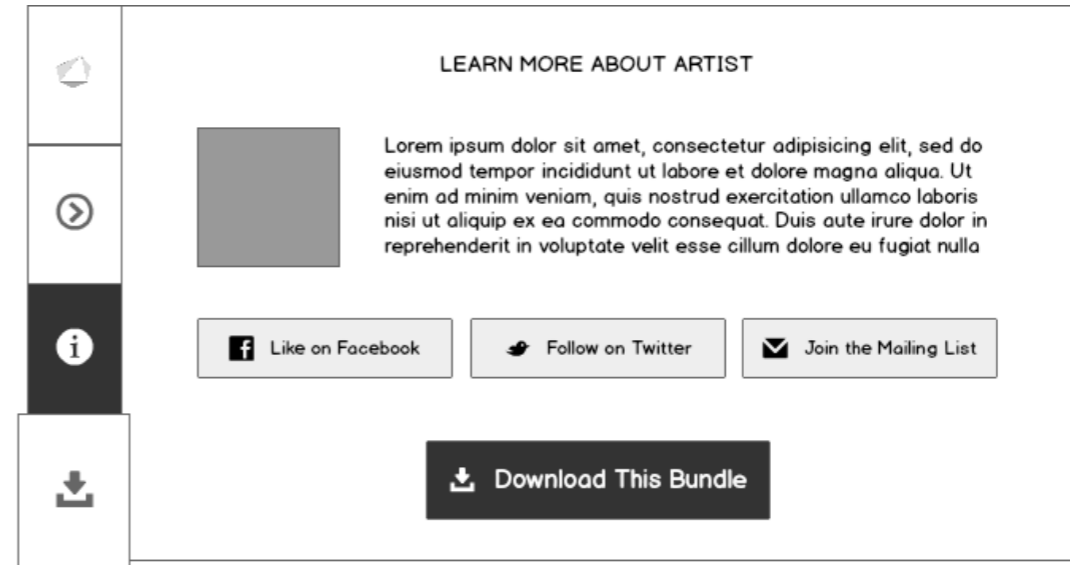 LEARN MORE ABOUT ARTIST
Lorem ipsum dolor sit amet, consectetur adipisicing elit, sed do
eiusmod tempor incididunt ut labore et dolore magna aliqua. Ut
enim ad minim veniam, quis nostrud exercitation ullamco laboris
nisi ut aliquip ex ea commodo consequat. Duis aute irure dolor in
reprehenderit in voluptate velit esse cillum dolore eu fugiat nulla
Like on Facebook
Follow on Twitter
Join the Mailing List
Download This Bundle